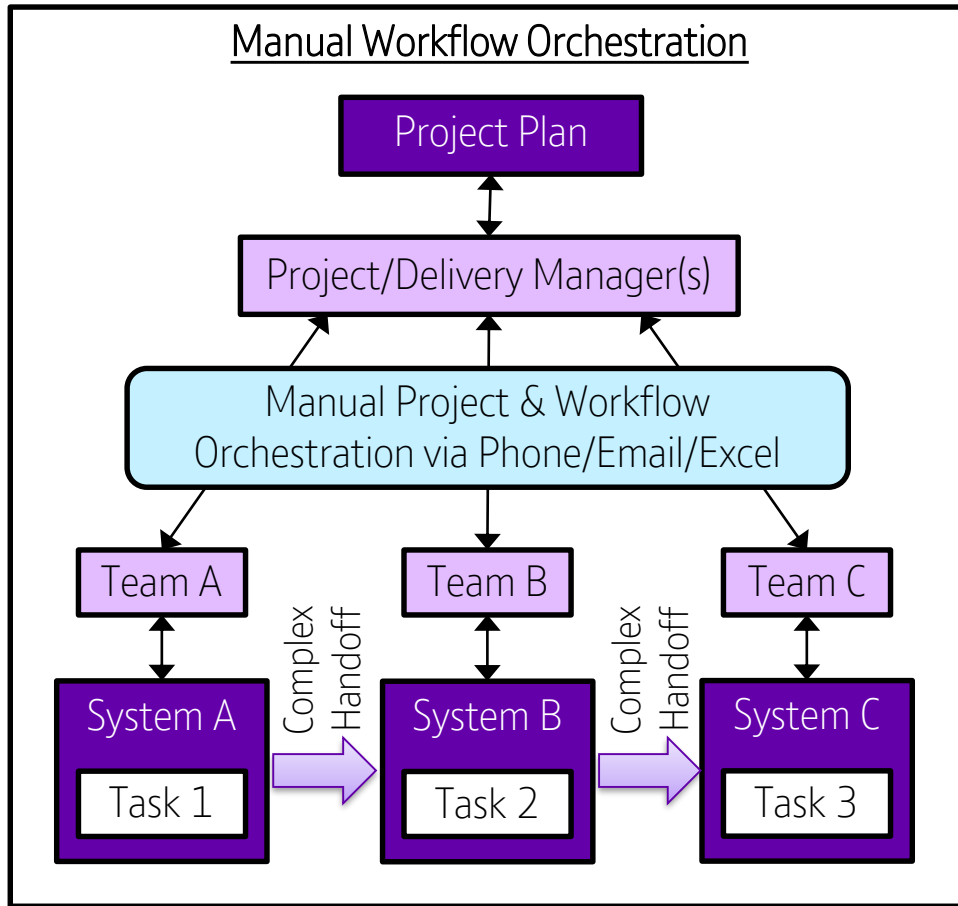 Manual Workflow Orchestration
Project Plan
Project/Delivery Manager(s)
Manual Project & Workflow
Orchestration via Phone/Email/Excel
Team A
Team B
Team C
Complex
Handoff
Complex
Handoff
System A
System B
System C
Task 1
Task 2
Task 3